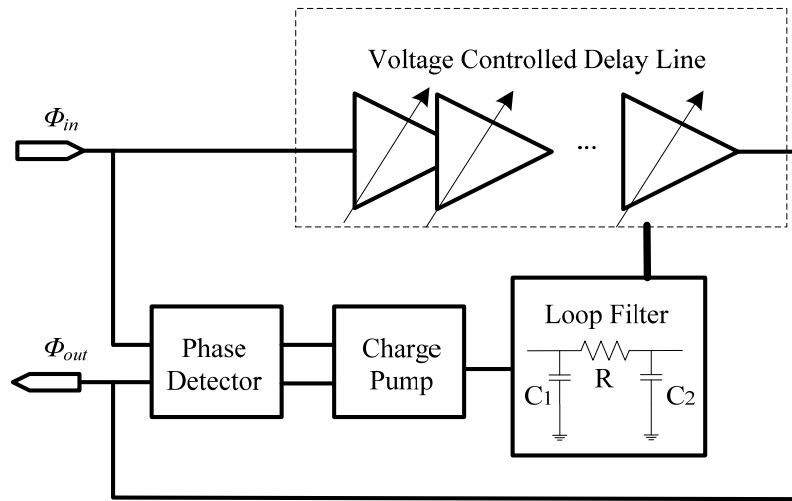 Voltage Controlled Delay Line
Φin
...
Loop Filter
Φout
Phase
Detector
Charge
Pump
C1
R
C2